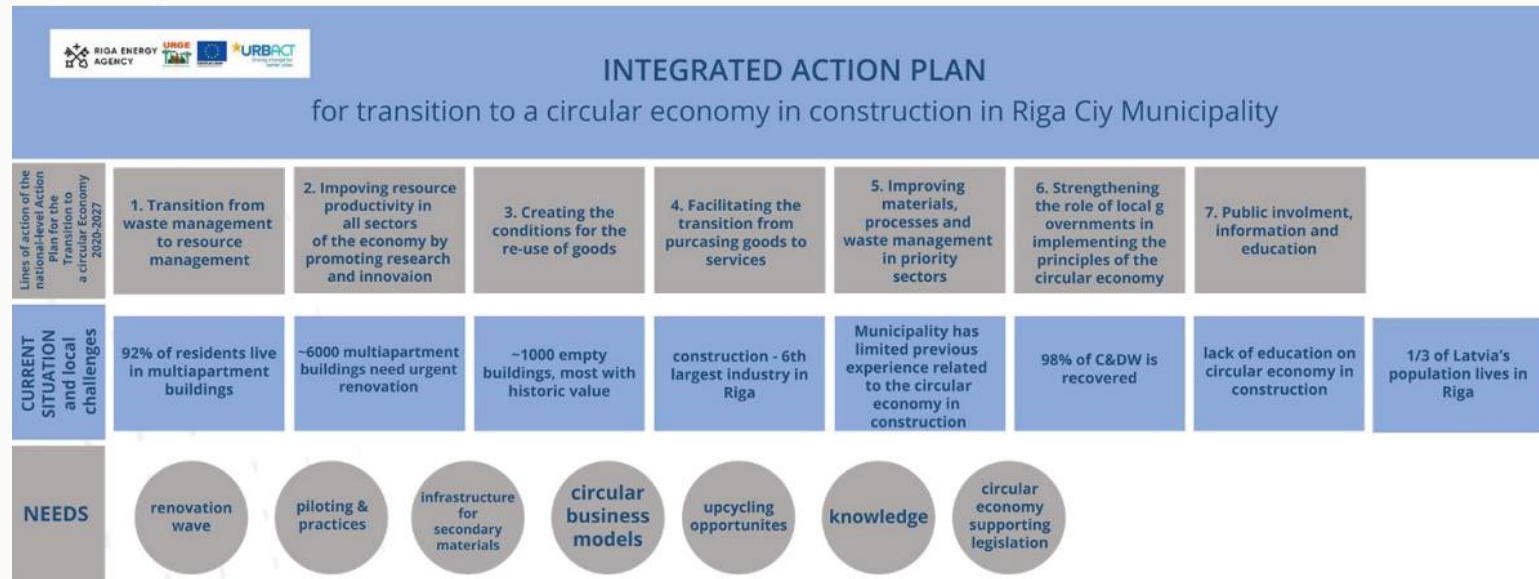 RIGA ENERGY
AGENCY
URGE
URBACT
INTEGRATED ACTION PLAN
for transition to a circular economy in construction in Riga Ciy Municipality
Lines of action of the
national-level Action
Plan for the
Transition to
a circular Economy
2020-2027
1. Transition from
waste management
to resource
management
2. Impoving resource
productivity in
all sectors
of the economy by
promoting research
and innovaion
3. Creating the
conditions for the
re-use of goods
4. Facilitating the
transition from
purcasing goods to
services
5. Improving
materials,
processes and
waste management
in priority
sectors
6. Strengthening
the role of local g
overnments in
implementing the
principles of the
circular economy
7. Public involment,
information and
education
CURRENT
SITUATION
and local
challenges
92% of residents live
in multiapartment
buildings
~6000 multiapartment
buildings need urgent
renovation
~1000 empty
buildings, most with
historic value
construction - 6th
largest industry in
Riga
Municipality has
limited previous
experience related
to the circular
economy in
construction
98% of C&DW is
recovered
lack of education on
circular economy in
construction
1/3 of Latvia's
population lives in
Riga
NEEDS
renovation
wave
piloting &
practices
infrastructure
for
secondary
materials
circular
business
models
upcycling
opportunites
knowledge
circular
economy
supporting
legislation